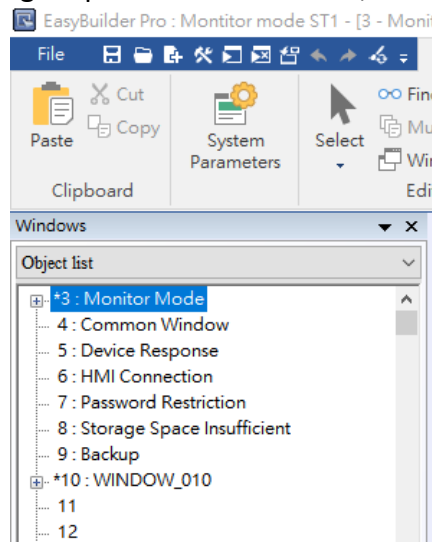 EasyBuilder Pro : Montitor mode ST1 - [3 - Moni
File
Cut
Copy
Paste
System
Parameters
Select
Fin
Mu
Wi
Clipboard
Edi
Windows
Object list
*3 : Monitor Mode
4 : Common Window
5 : Device Response
6 : HMI Connection
7 : Password Restriction
8 : Storage Space Insufficient
9 : Backup
*10 : WINDOW_010
11
12